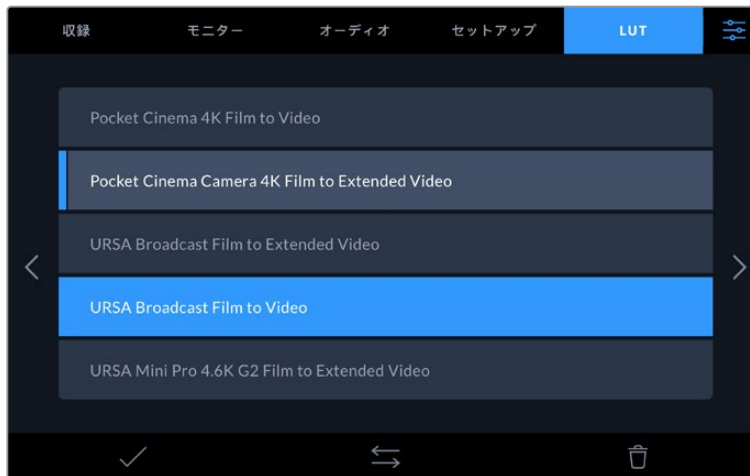 収録 モニター オーディオ セットアップ LUT
Pocket Cinema 4K Film to Video
Pocket Cinema Camera 4K Film to Extended Video
URSA Broadcast Film to Extended Video
URSA Broadcast Film to Video
URSA Mini Pro 4.6K G2 Film to Extended Video